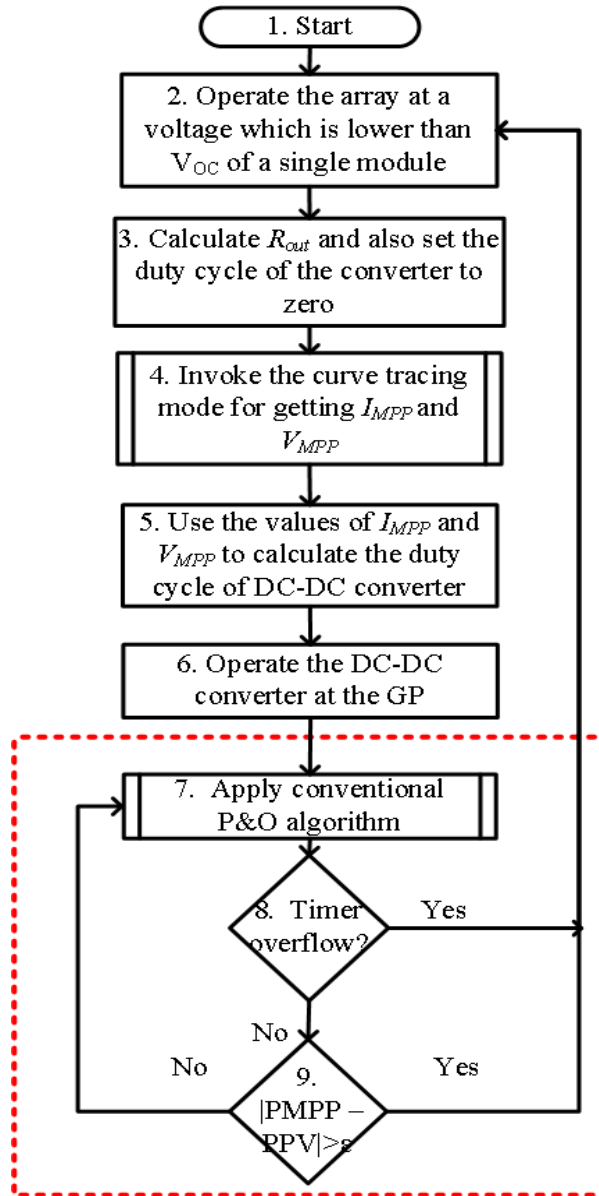 1. Start
2. Operate the array at a
voltage which is lower than
VOC of a single module
3. Calculate Rout and also set the
duty cycle of the converter to
zero
4. Invoke the curve tracing
mode for getting IMPP and
VMPP
5. Use the values of IMPP and
VMPP to calculate the duty
cycle of DC-DC converter
6. Operate the DC-DC
converter at the GP
7. Apply conventional
P&O algorithm
8. Timer
overflow?
Yes
No
No
9.
|PMPP –
PPV|>ε
Yes